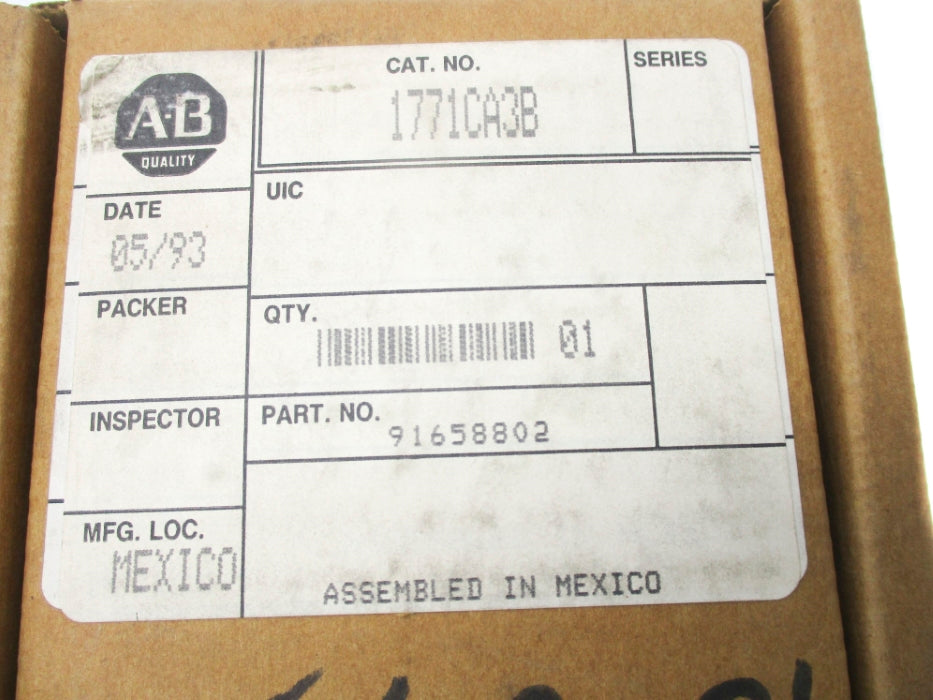 A-B
QUALITY
CAT. NO.
1771CA3B
SERIES
DATE
05/93
UIC
PACKER
QTY.
01
INSPECTOR
PART. NO.
91658802
MFG. LOC.
MEXICO
ASSEMBLED IN MEXICO